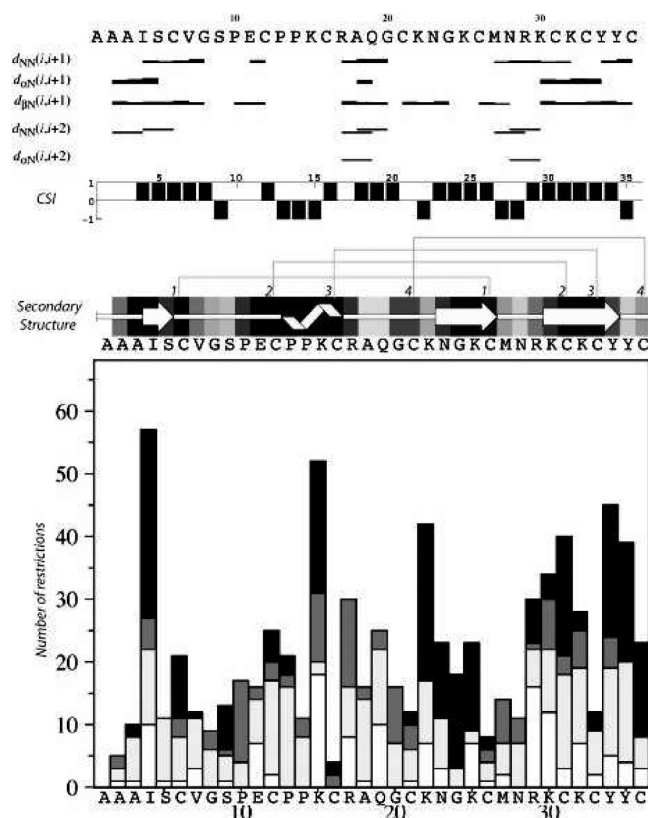 10 20 30
AAAISCVGSPECPPKCRAQGCKNGKCMNRKCKCYYC
dNN(i,i+1)
dαN(i,i+1)
dβN(i,i+1)
dNN(i,i+2)
dαN(i,i+2)
5 10 15 20 25 30 35
1
CSI 0
-1
1 2 3 4 1 2 3 4
Secondary
Structure
AAAISCVGSPECPPKCRAQGCKNGKCMNRKCKCYYC
Number of restrictions
60
50
40
30
20
10
0
AAAISCVGSPECPPKCRAQGCKNGKCMNRKCKCYYC
10 20 30